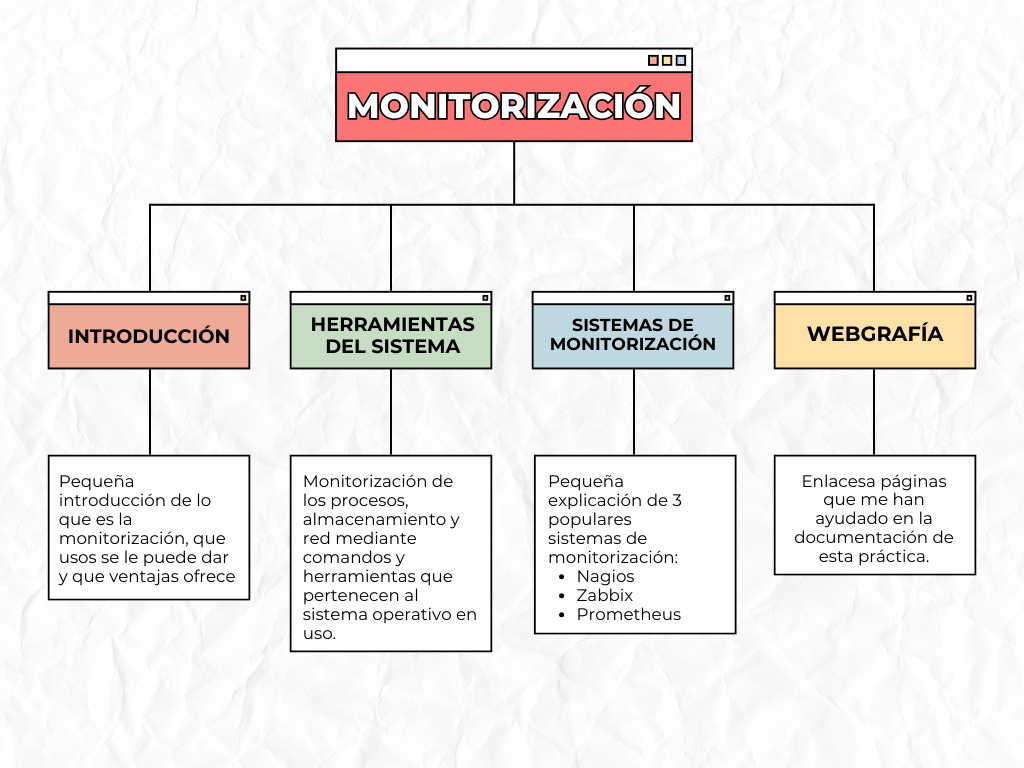 MONITORIZACIÓN
INTRODUCCIÓN
HERRAMIENTAS
DEL SISTEMA
SISTEMAS DE
MONITORIZACIÓN
WEBGRAFÍA
Pequeña
introducción de lo
que es la
monitorización, que
usos se le puede dar
y que ventajas ofrece
Monitorización de
los procesos,
almacenamiento y
red mediante
comandos y
herramientas que
pertenecen al
sistema operativo en
uso.
Pequeña
explicación de 3
populares
sistemas de
monitorización:
• Nagios
• Zabbix
• Prometheus
Enlacesa páginas
que me han
ayudado en la
documentación de
esta práctica.